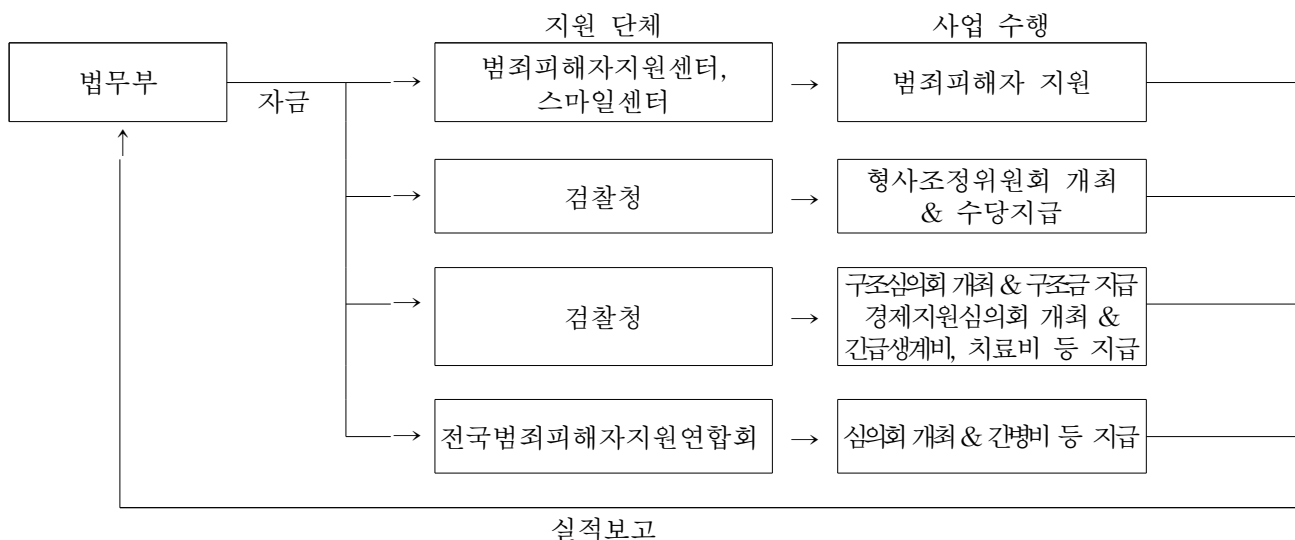 지원 단체
사업 수행
법무부
자금
→
범죄피해자지원센터,
스마일센터
→
범죄피해자 지원
→
검찰청
→
형사조정위원회 개최
& 수당지급
→
검찰청
→
구조심의회 개최 & 구조금 지급
경제지원심의회 개최 &
긴급생계비, 치료비 등 지급
→
전국범죄피해자지원연합회
→
심의회 개최 & 간병비 등 지급
실적보고